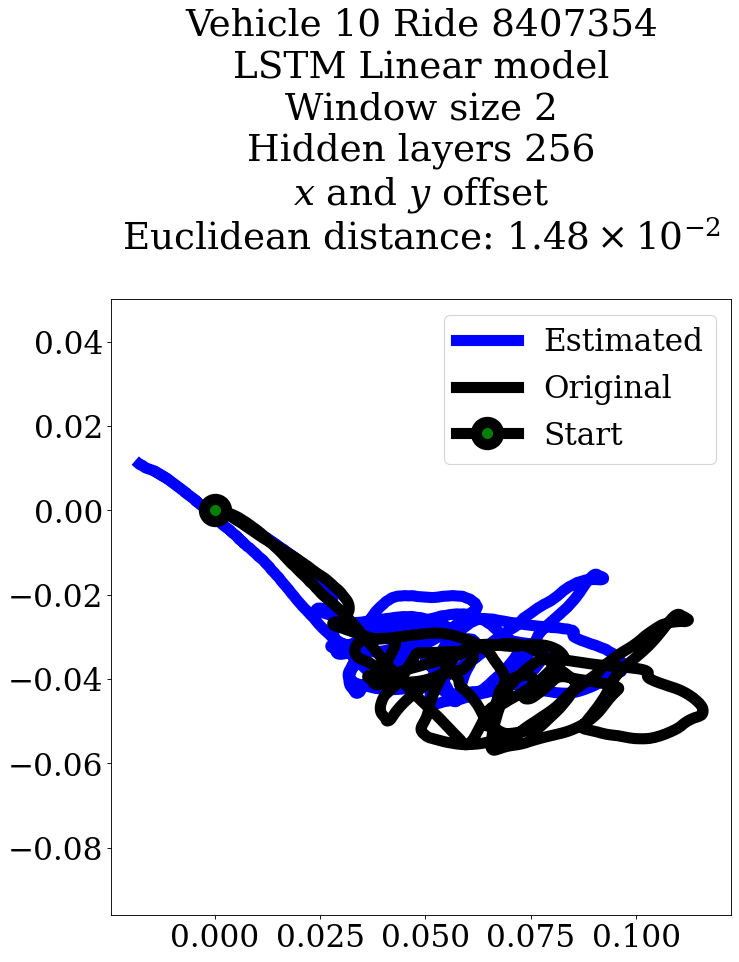 Vehicle 10 Ride 8407354
LSTM Linear model
Window size 2
Hidden layers 256
x and y offset
Euclidean distance: 1.48 × 10⁻²
Estimated
Original
Start
0.04
0.02
0.00
−0.02
−0.04
−0.06
−0.08
0.000 0.025 0.050 0.075 0.100